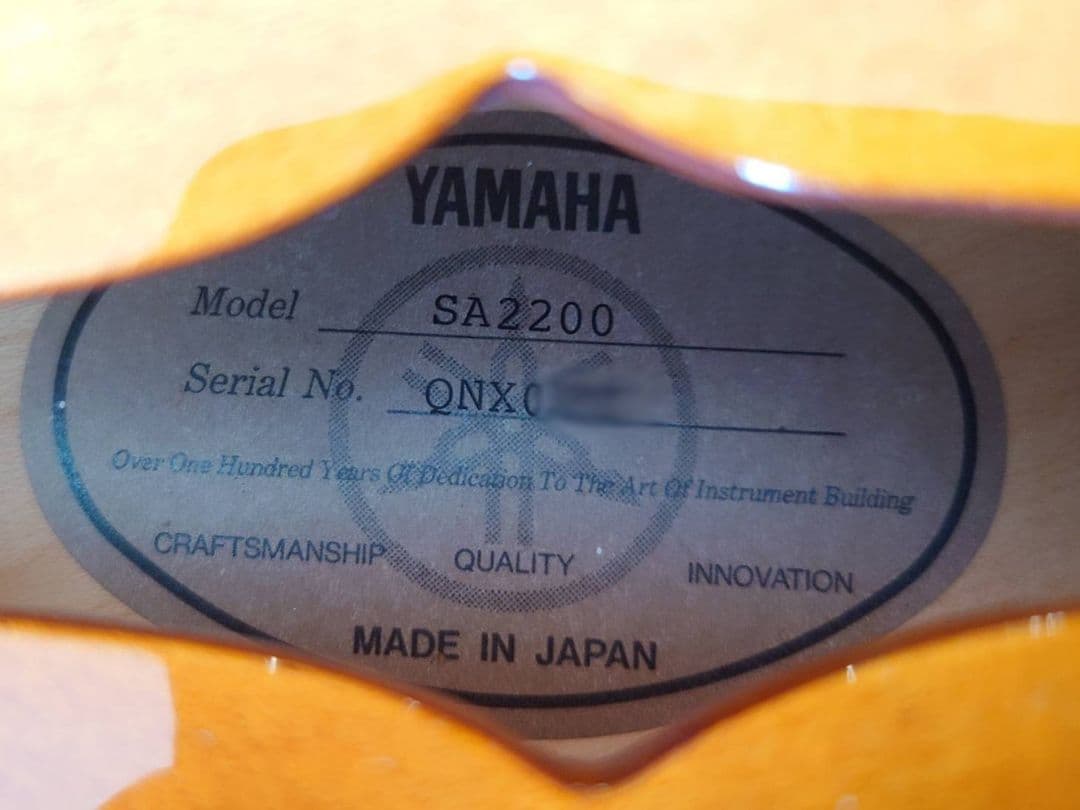 YAMAHA
Model SA2200
Serial No. QNX
Over One Hundred Years Of Dedication To The Art Of Instrument Building
CRAFTSMANSHIP QUALITY INNOVATION
MADE IN JAPAN